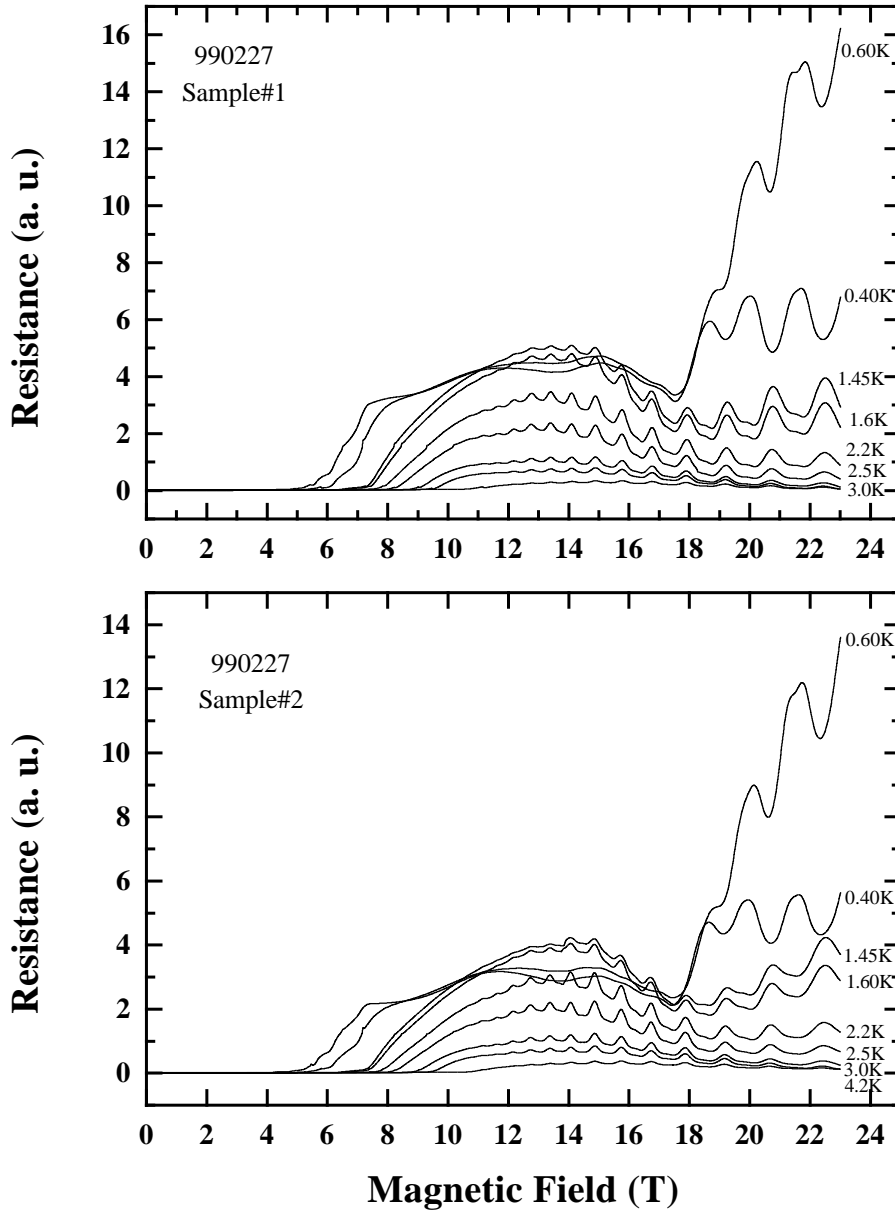 Resistance (a. u.)
16
14
12
10
8
6
4
2
0
990227
Sample#1
0.60K
0.40K
1.45K
1.6K
2.2K
2.5K
3.0K
0 2 4 6 8 10 12 14 16 18 20 22 24
Resistance (a. u.)
14
12
10
8
6
4
2
0
990227
Sample#2
0.60K
0.40K
1.45K
1.60K
2.2K
2.5K
3.0K
4.2K
0 2 4 6 8 10 12 14 16 18 20 22 24
Magnetic Field (T)